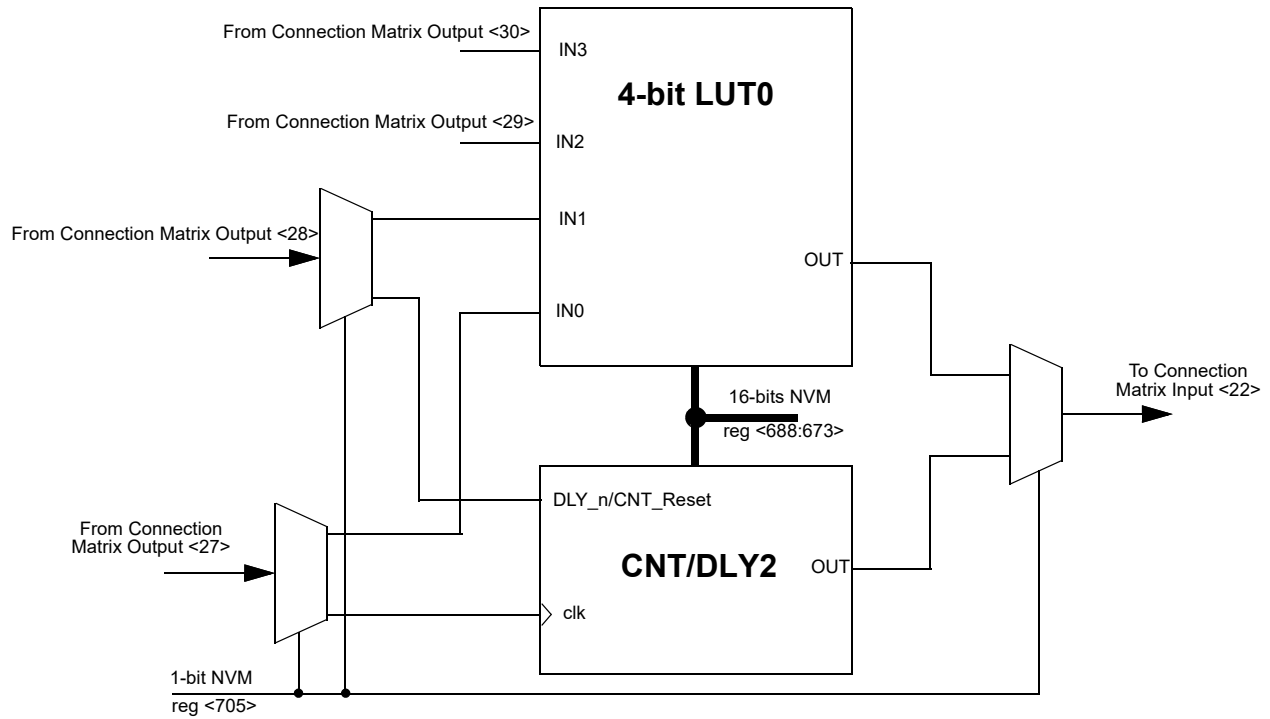 From Connection Matrix Output <30>
IN3
4-bit LUT0
From Connection Matrix Output <29>
IN2
IN1
From Connection Matrix Output <28>
OUT
IN0
To Connection
Matrix Input <22>
16-bits NVM
reg <688:673>
DLY_n/CNT_Reset
From Connection
Matrix Output <27>
CNT/DLY2
OUT
clk
1-bit NVM
reg <705>